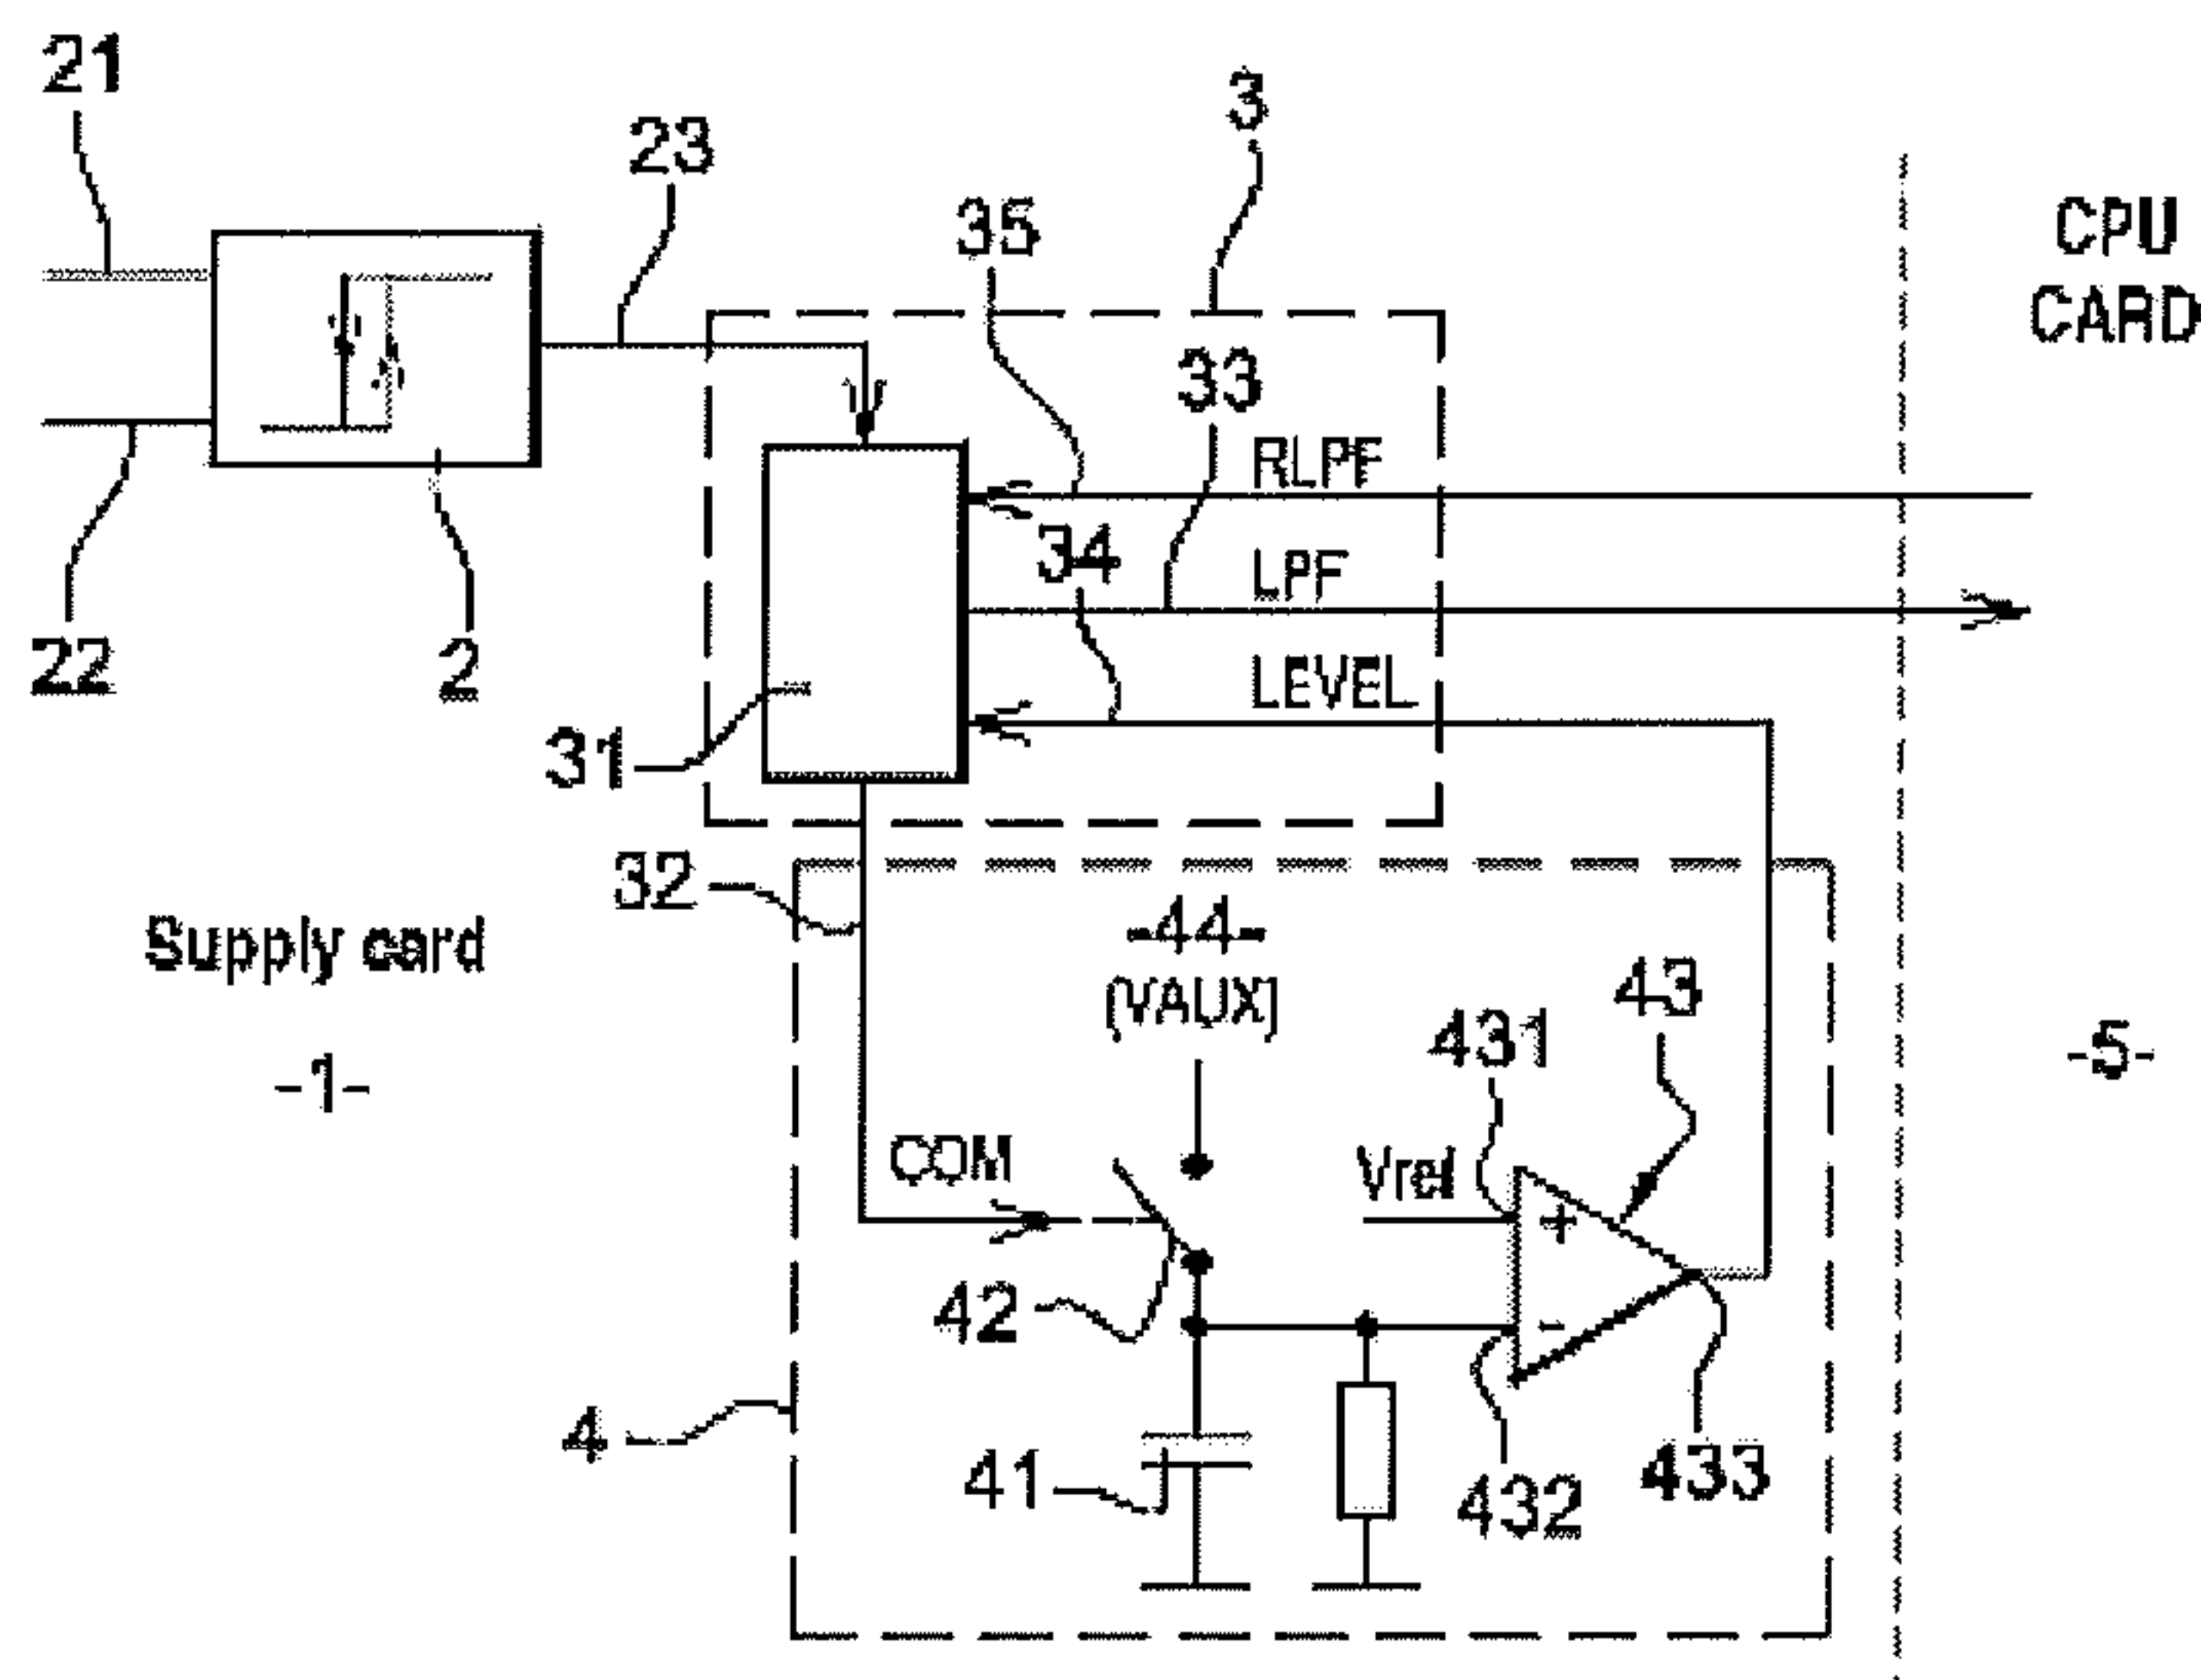 21
3
23
35
CPU
CARD
33
RLPF
34
LPF
22
2
LEVEL
31
32
-44-
Supply card
(VAUX)
43
431
-5-
-1-
COM
Vref
+
42
-
4
41
432
433